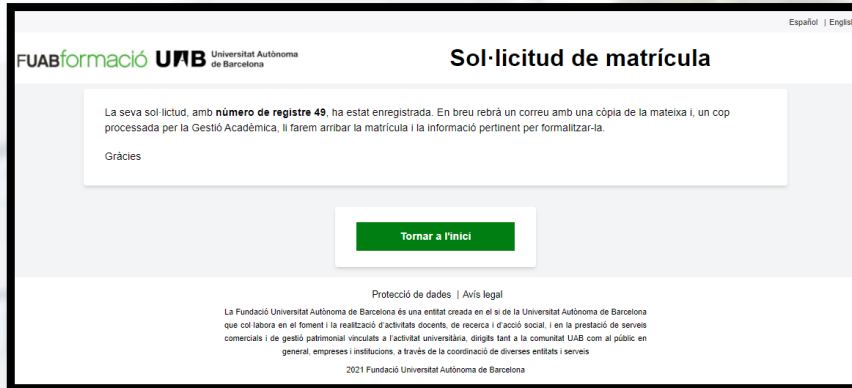 Español | English
FUABformació UAB Universitat Autònoma
de Barcelona
Sol·licitud de matrícula
La seva sol·lictud, amb número de registre 49, ha estat enregistrada. En breu rebrà un correu amb una còpia de la mateixa i, un cop
processada per la Gestió Acadèmica, li farem arribar la matrícula i la informació pertinent per formalitzar-la.
Gràcies
Tornar a l'inici
Protecció de dades | Avís legal
La Fundació Universitat Autònoma de Barcelona és una entitat creada en el si de la Universitat Autònoma de Barcelona
que col·labora en el foment i la realització d'activitats docents, de recerca i d'acció social, i en la prestació de serveis
comercials i de gestió patrimonial vinculats a l'activitat universitària, dirigits tant a la comunitat UAB com al públic en
general, empreses i institucions, a través de la coordinació de diverses entitats i serveis
2021 Fundació Universitat Autònoma de Barcelona